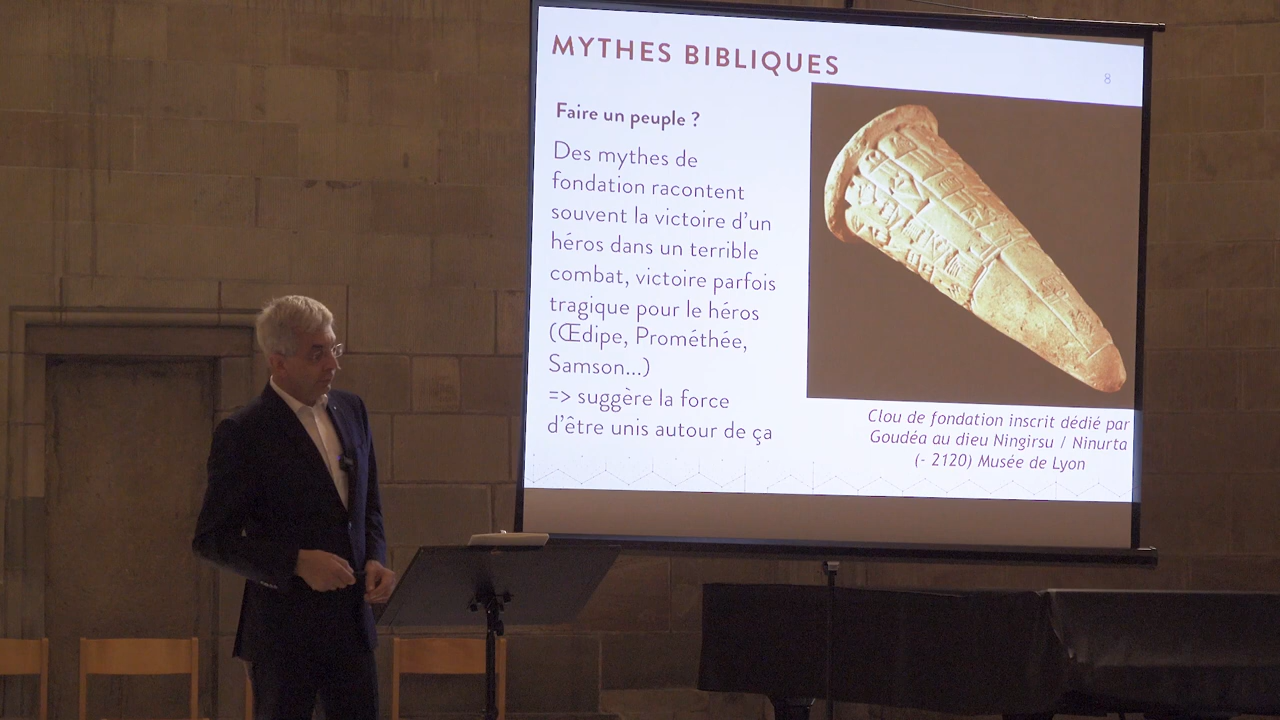 MYTHES BIBLIQUES
8
Faire un peuple ?
Des mythes de
fondation racontent
souvent la victoire d’un
héros dans un terrible
combat, victoire parfois
tragique pour le héros
(Œdipe, Prométhée,
Samson...)
=> suggère la force
d’être unis autour de ça
Clou de fondation inscrit dédié par
Goudéa au dieu Ningirsu / Ninurta
(- 2120) Musée de Lyon